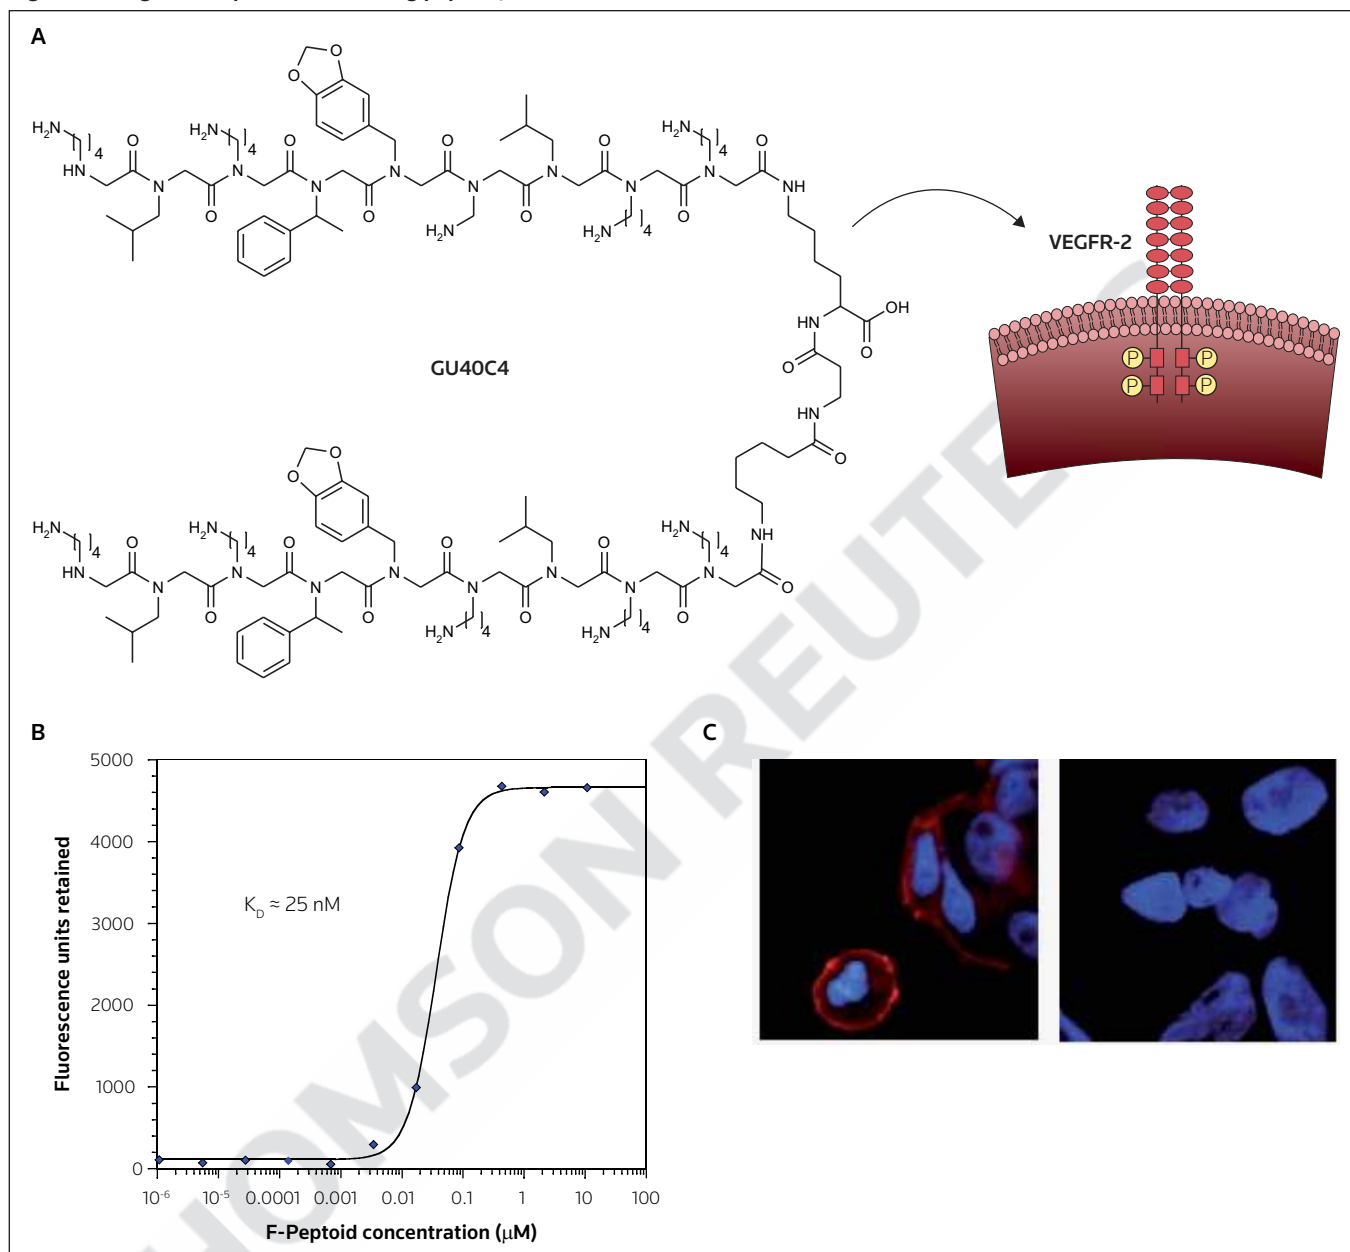 A
H₂N
4
HN
O
N
O
N
H₂N
4
O
N
O
O
O
N
O
N
H₂N
O
N
O
N
H₂N
4
O
N
H₂N
4
O
NH
HN
O
OH
O
HN
O
NH
O
VEGFR-2
P
P
P
P
GU40C4
H₂N
4
HN
O
N
O
N
H₂N
4
O
N
O
O
O
N
O
N
H₂N
4
O
N
O
N
H₂N
4
O
N
H₂N
4
O
B
5000
4000
3000
2000
1000
0
K_D ≈ 25 nM
Fluorescence units retained
10⁻⁶ 10⁻⁵ 0.0001 0.001 0.01 0.1 1 10 100
F-Peptoid concentration (μM)
C
HOMSON REUTERS